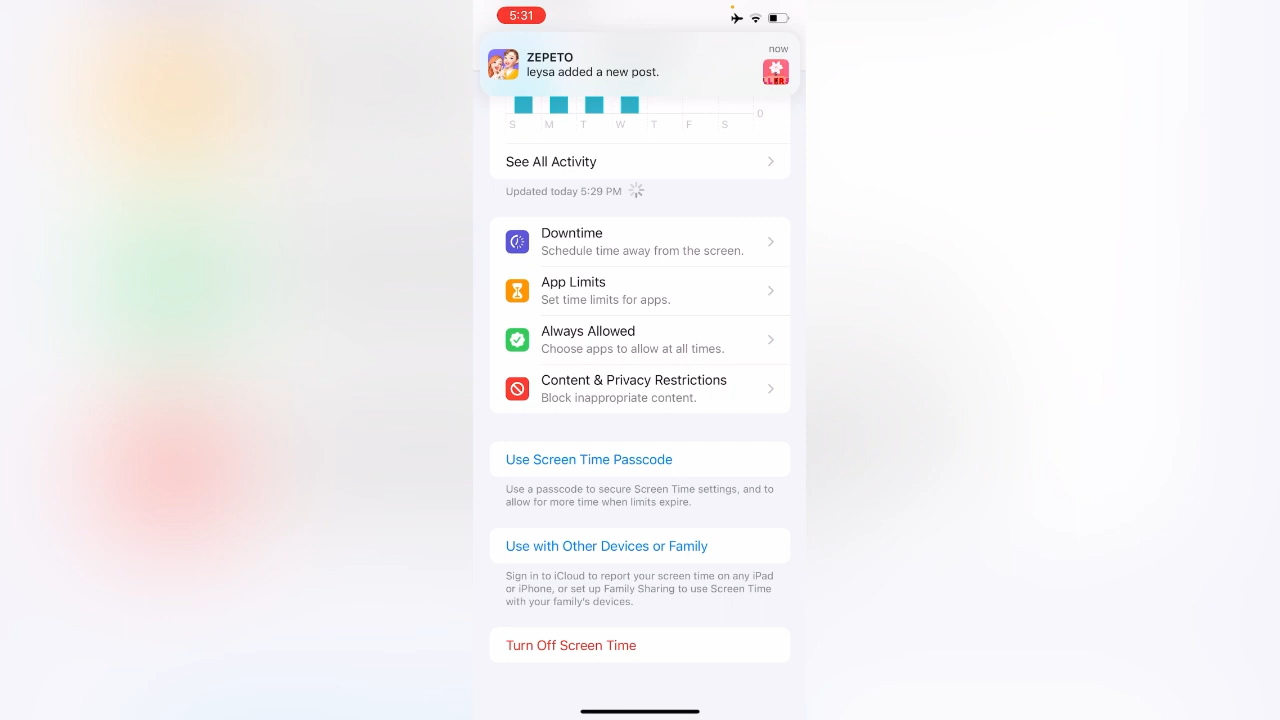 5:31
ZEPETO
now
leysa added a new post.
0
S M T W T F S
See All Activity
Updated today 5:29 PM
Downtime
Schedule time away from the screen.
App Limits
Set time limits for apps.
Always Allowed
Choose apps to allow at all times.
Content & Privacy Restrictions
Block inappropriate content.
Use Screen Time Passcode
Use a passcode to secure Screen Time settings, and to
allow for more time when limits expire.
Use with Other Devices or Family
Sign in to iCloud to report your screen time on any iPad
or iPhone, or set up Family Sharing to use Screen Time
with your family's devices.
Turn Off Screen Time